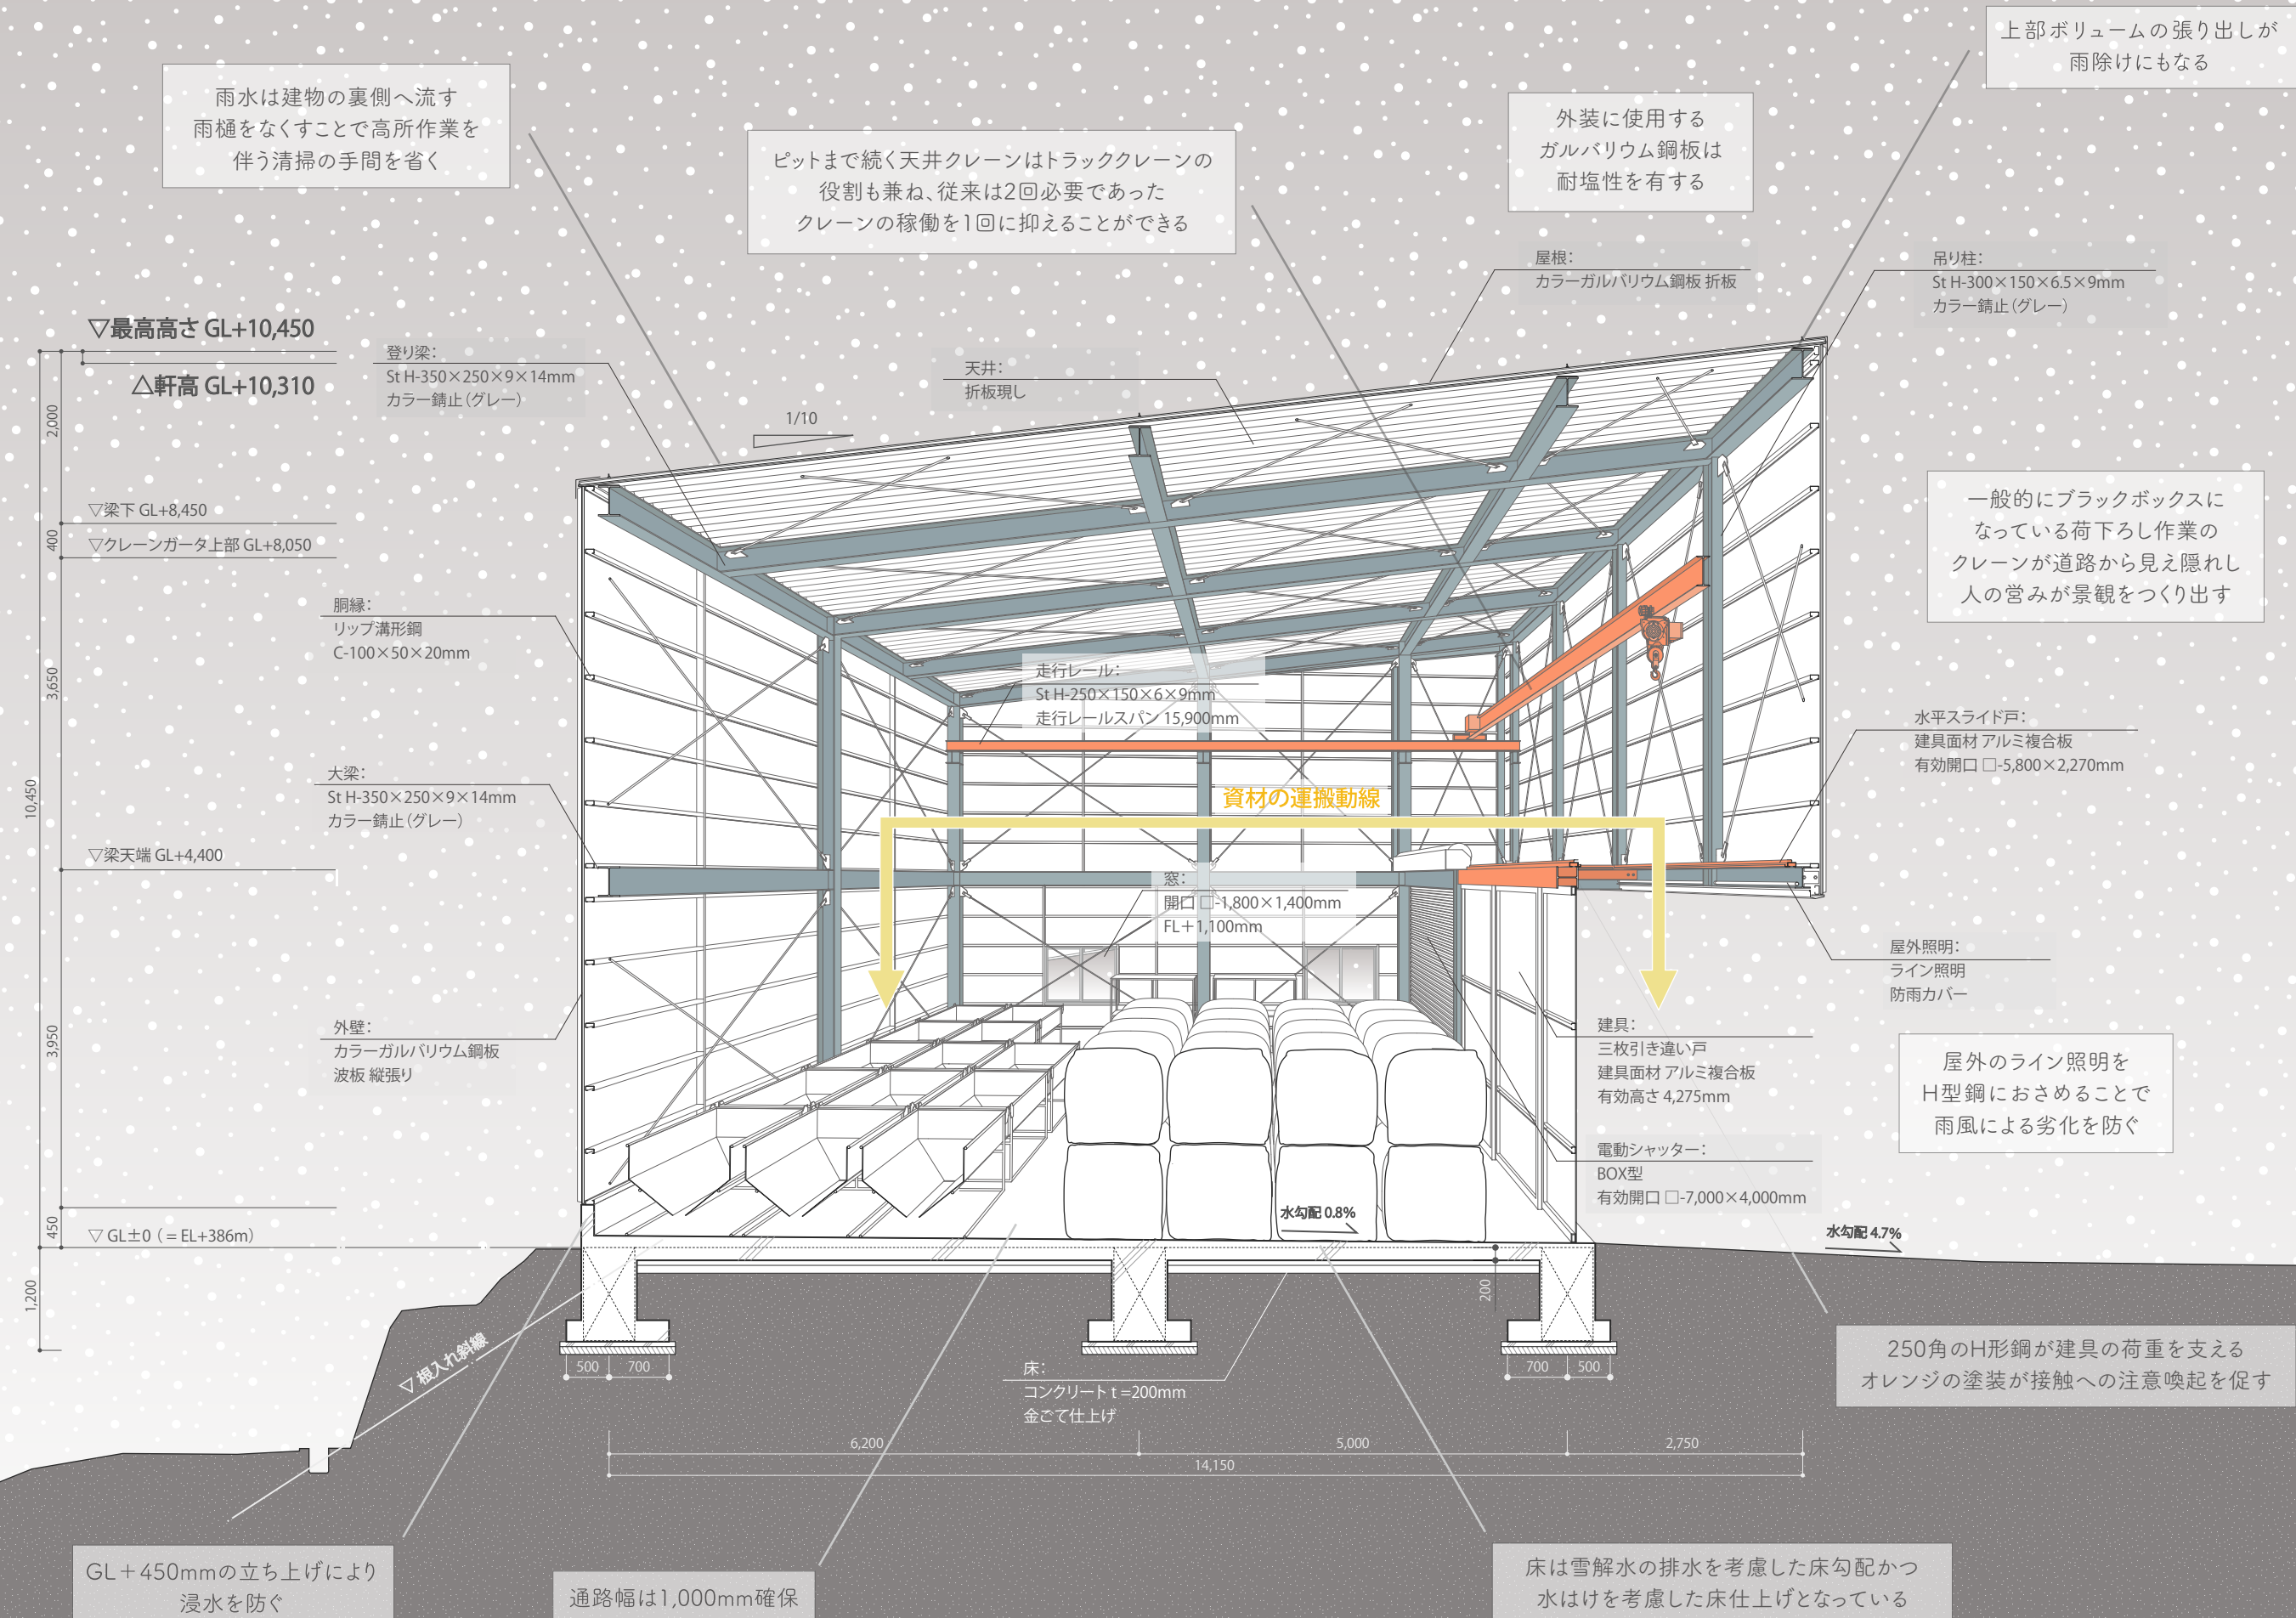 上部ボリュームの張り出しが
雨除けにもなる
雨水は建物の裏側へ流す
雨樋をなくすことで高所作業を
伴う清掃の手間を省く
ピットまで続く天井クレーンはトラッククレーンの
役割も兼ね、従来は2回必要であった
クレーンの稼働を1回に抑えることができる
外装に使用する
ガルバリウム鋼板は
耐塩性を有する
屋根：
カラーガルバリウム鋼板 折板
吊り柱：
St H-300×150×6.5×9mm
カラー錆止（グレー）
▽最高高さ GL+10,450
△軒高 GL+10,310
登り梁：
St H-350×250×9×14mm
カラー錆止（グレー）
天井：
折板現し
1/10
2,000
▽梁下 GL+8,450
400
▽クレーンガータ上部 GL+8,050
一般的にブラックボックスに
なっている荷下ろし作業の
クレーンが道路から見え隠れし
人の営みが景観をつくり出す
胴縁：
リップ溝形鋼
C-100×50×20mm
3,650
走行レール：
St H-250×150×6×9mm
走行レールスパン 15,900mm
水平スライド戸：
建具面材 アルミ複合板
有効開口 □-5,800×2,270mm
大梁：
St H-350×250×9×14mm
カラー錆止（グレー）
10,450
資材の運搬動線
▽梁天端 GL+4,400
窓：
開口 □-1,800×1,400mm
FL＋1,100mm
屋外照明：
ライン照明
防雨カバー
外壁：
カラーガルバリウム鋼板
波板 縦張り
3,950
建具：
三枚引き違い戸
建具面材 アルミ複合板
有効高さ 4,275mm
屋外のライン照明を
H型鋼におさめることで
雨風による劣化を防ぐ
電動シャッター：
BOX型
有効開口 □-7,000×4,000mm
450
▽ GL±0（＝EL+386m）
水勾配 0.8%
水勾配 4.7%
1,200
200
▽ 根入れ斜線
500
700
700
500
床：
コンクリート t =200mm
金ごて仕上げ
250角のH形鋼が建具の荷重を支える
オレンジの塗装が接触への注意喚起を促す
6,200
5,000
2,750
14,150
GL＋450mmの立ち上げにより
浸水を防ぐ
通路幅は1,000mm確保
床は雪解水の排水を考慮した床勾配かつ
水はけを考慮した床仕上げとなっている